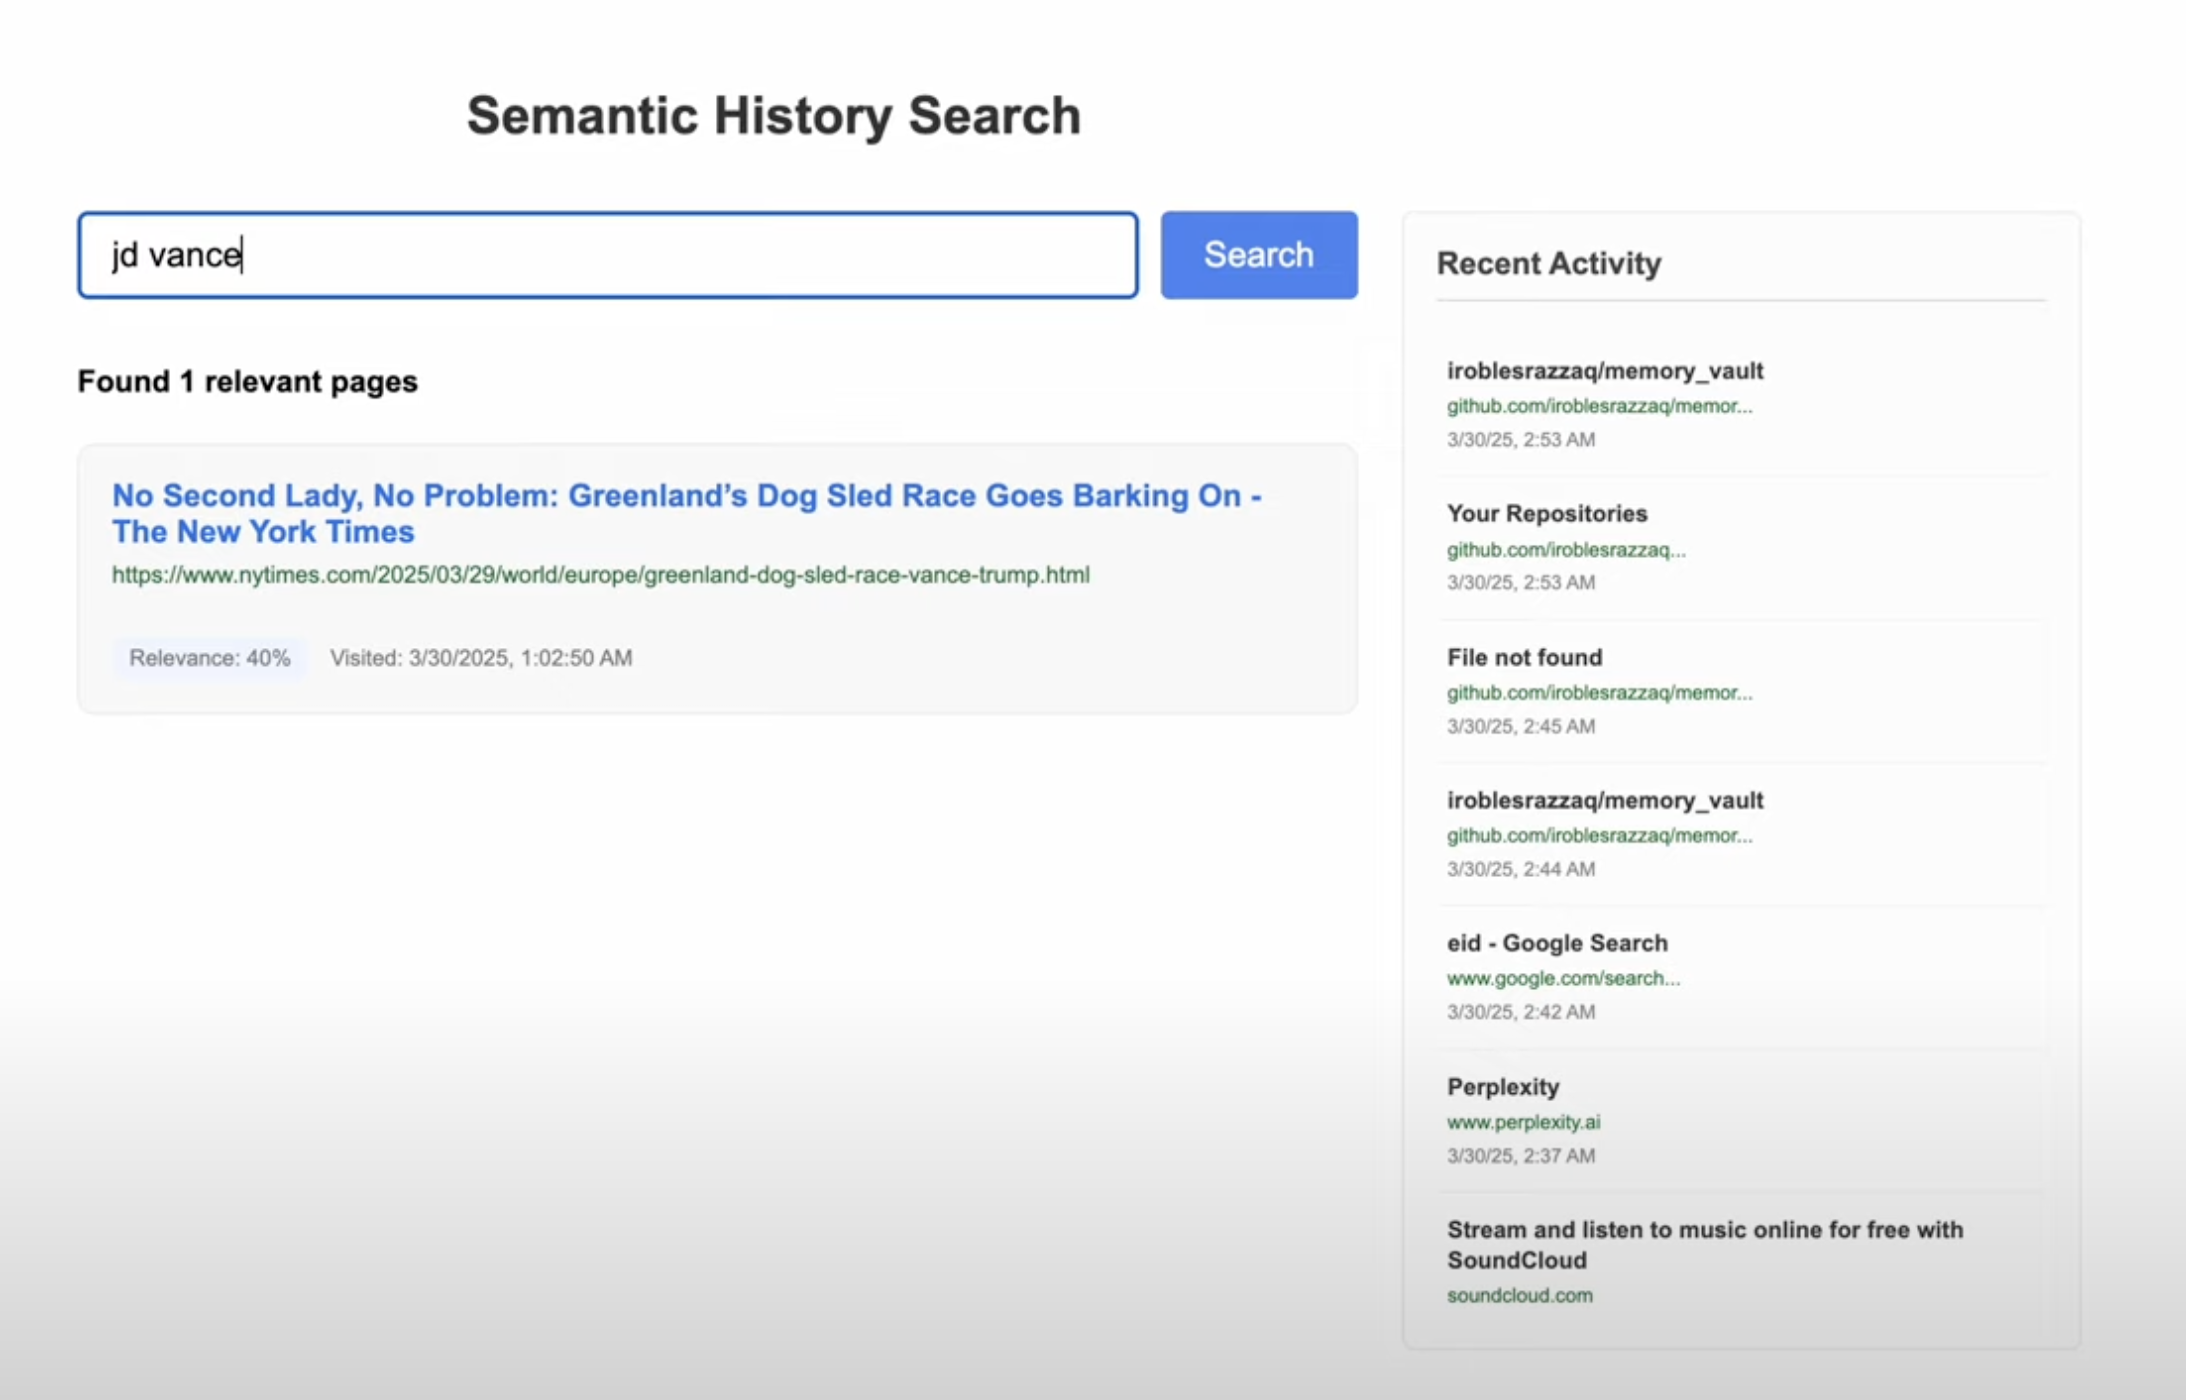 Semantic History Search
jd vance
Search
Found 1 relevant pages
No Second Lady, No Problem: Greenland’s Dog Sled Race Goes Barking On -
The New York Times
https://www.nytimes.com/2025/03/29/world/europe/greenland-dog-sled-race-vance-trump.html
Relevance: 40%
Visited: 3/30/2025, 1:02:50 AM
Recent Activity
iroblesrazzaq/memory_vault
github.com/iroblesrazzaq/memor...
3/30/25, 2:53 AM
Your Repositories
github.com/iroblesrazzaq...
3/30/25, 2:53 AM
File not found
github.com/iroblesrazzaq/memor...
3/30/25, 2:45 AM
iroblesrazzaq/memory_vault
github.com/iroblesrazzaq/memor...
3/30/25, 2:44 AM
eid - Google Search
www.google.com/search...
3/30/25, 2:42 AM
Perplexity
www.perplexity.ai
3/30/25, 2:37 AM
Stream and listen to music online for free with
SoundCloud
soundcloud.com